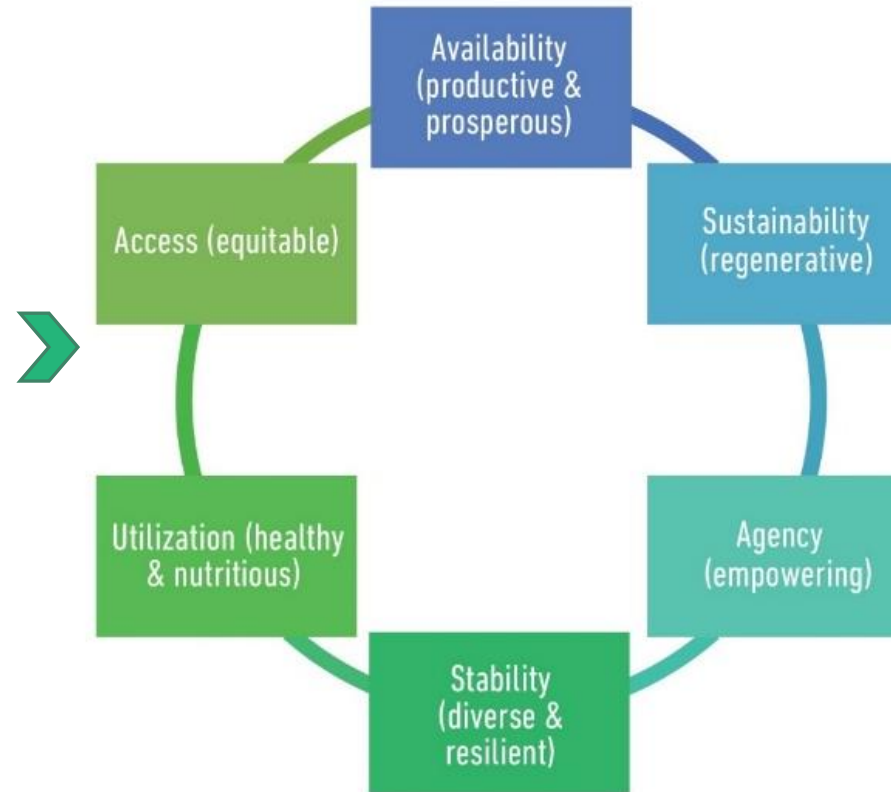 Availability
(productive &
prosperous)
Sustainability
(regenerative)
Agency
(empowering)
Stability
(diverse &
resilient)
Utilization (healthy
& nutritious)
Access (equitable)